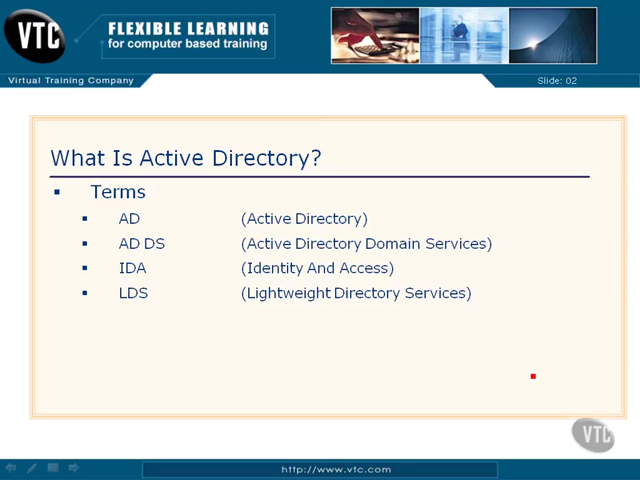 VTC
FLEXIBLE LEARNING
for computer based training
Virtual Training Company
Slide: 02
What Is Active Directory?
▪ Terms
▪ AD (Active Directory)
▪ AD DS (Active Directory Domain Services)
▪ IDA (Identity And Access)
▪ LDS (Lightweight Directory Services)
VTC
http://www.vtc.com